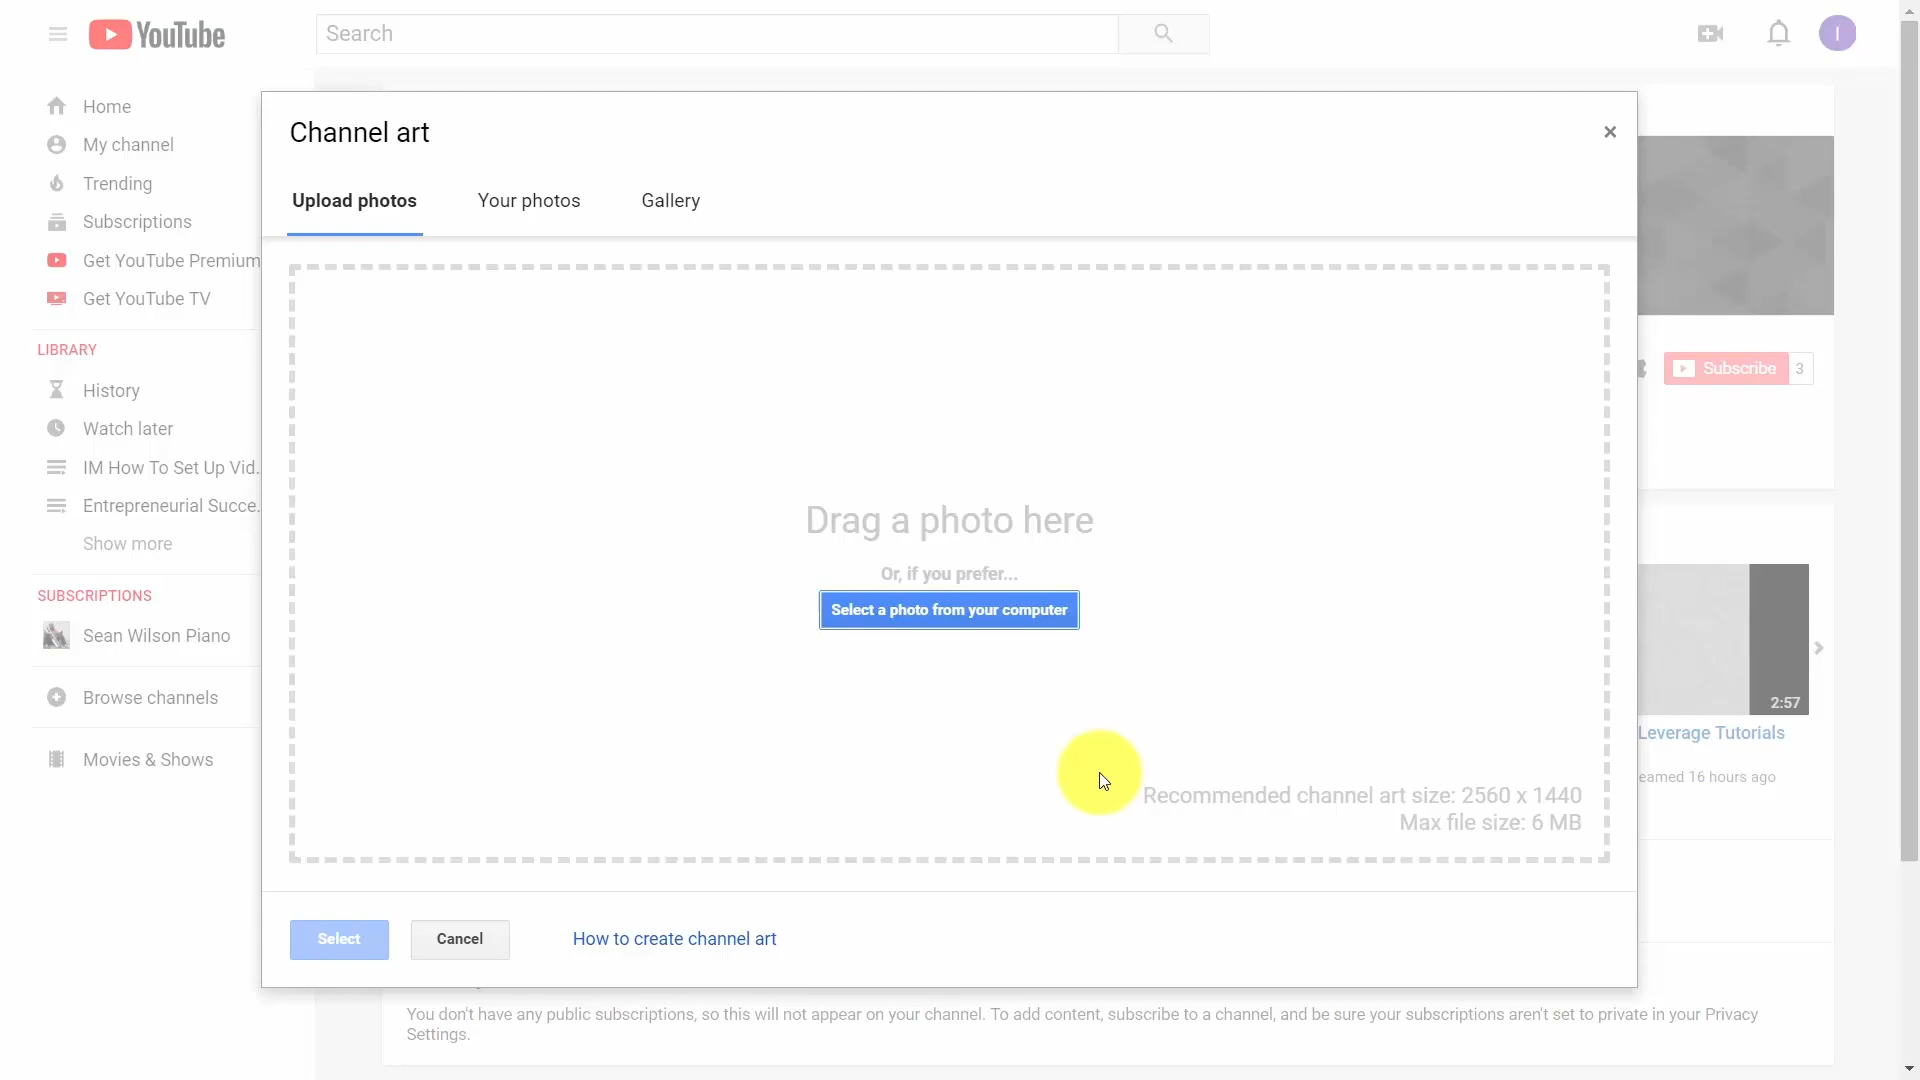 YouTube
Search
I
Home
My channel
Trending
Subscriptions
Get YouTube Premium
Get YouTube TV
LIBRARY
History
Watch later
IM How To Set Up Vid...
Entrepreneurial Succe...
Show more
SUBSCRIPTIONS
Sean Wilson Piano
Browse channels
Movies & Shows
Channel art
×
Upload photos
Your photos
Gallery
Drag a photo here
Or, if you prefer...
Select a photo from your computer
Recommended channel art size: 2560 x 1440
Max file size: 6 MB
Select
Cancel
How to create channel art
Subscribe 3
2:57
Leverage Tutorials
eamed 16 hours ago
You don't have any public subscriptions, so this will not appear on your channel. To add content, subscribe to a channel, and be sure your subscriptions aren't set to private in your Privacy
Settings.